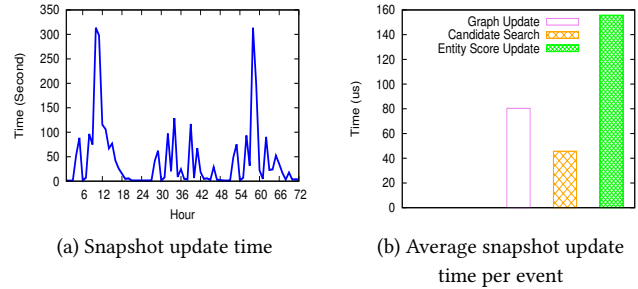 350
300
250
200
150
100
50
0
Time (Second)
6 12 18 24 30 36 42 48 54 60 66 72
Hour
(a) Snapshot update time
160
140
120
100
80
60
40
20
0
Time (us)
Graph Update
Candidate Search
Entity Score Update
(b) Average snapshot update
time per event